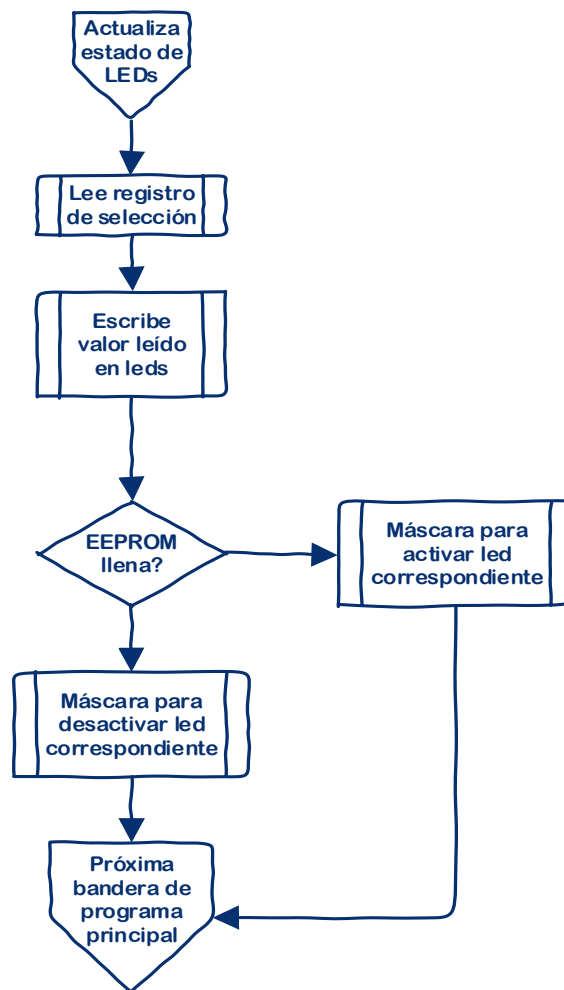 Actualiza
estado de
LEDs
Lee registro
de selección
Escribe
valor leído
en leds
EEPROM
llena?
Máscara para
activar led
correspondiente
Máscara para
desactivar led
correspondiente
Próxima
bandera de
programa
principal